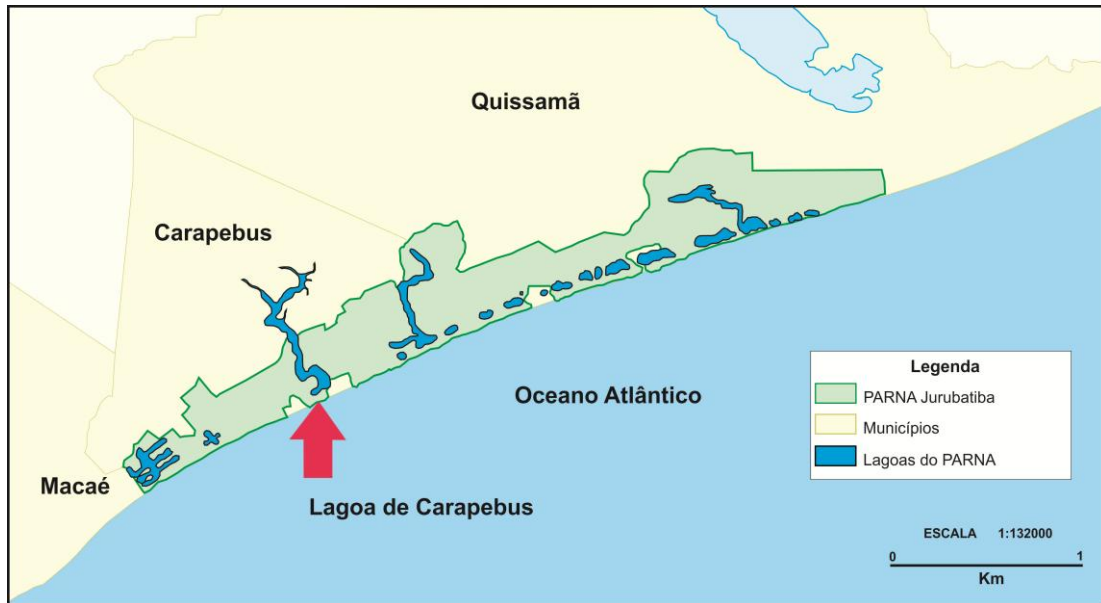 Quissamã
Carapebus
Macaé
Oceano Atlântico
Lagoa de Carapebus
Legenda
PARNA Jurubatiba
Municípios
Lagoas do PARNA
ESCALA 1:132000
0 1
Km